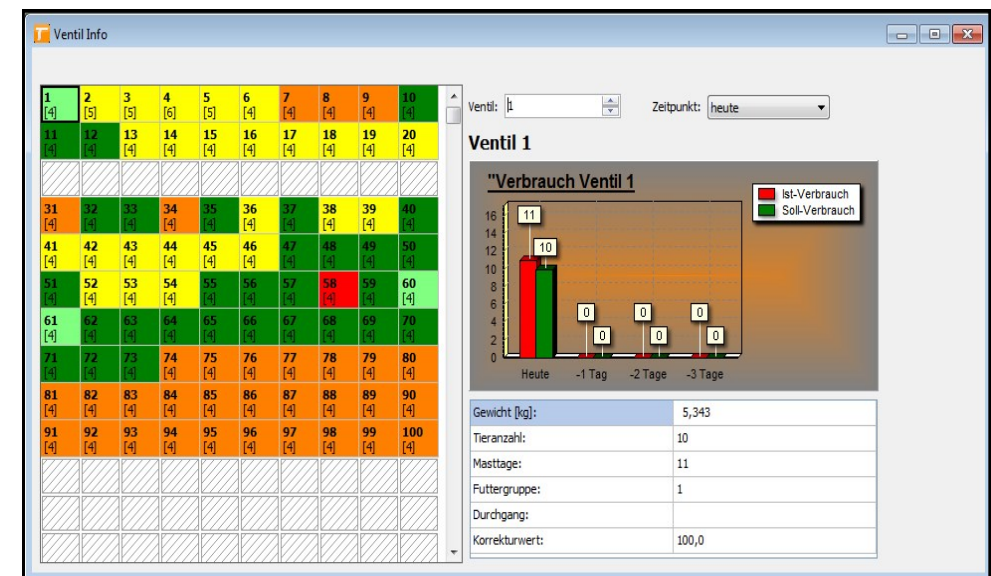 Ventil Info
1 2 3 4 5 6 7 8 9 10
[4] [5] [5] [6] [5] [4] [4] [4] [4] [4]
11 12 13 14 15 16 17 18 19 20
[4] [4] [4] [4] [4] [4] [4] [4] [4] [4]
31 32 33 34 35 36 37 38 39 40
[4] [4] [4] [4] [4] [4] [4] [4] [4] [4]
41 42 43 44 45 46 47 48 49 50
[4] [4] [4] [4] [4] [4] [4] [4] [4] [4]
51 52 53 54 55 56 57 58 59 60
[4] [4] [4] [4] [4] [4] [4] [4] [4] [4]
61 62 63 64 65 66 67 68 69 70
[4] [4] [4] [4] [4] [4] [4] [4] [4] [4]
71 72 73 74 75 76 77 78 79 80
[4] [4] [4] [4] [4] [4] [4] [4] [4] [4]
81 82 83 84 85 86 87 88 89 90
[4] [4] [4] [4] [4] [4] [4] [4] [4] [4]
91 92 93 94 95 96 97 98 99 100
[4] [4] [4] [4] [4] [4] [4] [4] [4] [4]
Ventil: 1 Zeitpunkt: heute
Ventil 1
"Verbrauch Ventil 1
Ist-Verbrauch
Soll-Verbrauch
16
14
12
10
8
6
4
2
0
11
10
0 0 0
0 0 0
Heute -1 Tag -2 Tage -3 Tage
Gewicht [kg]: 5,343
Tieranzahl: 10
Masttage: 11
Futtergruppe: 1
Durchgang:
Korrekturwert: 100,0